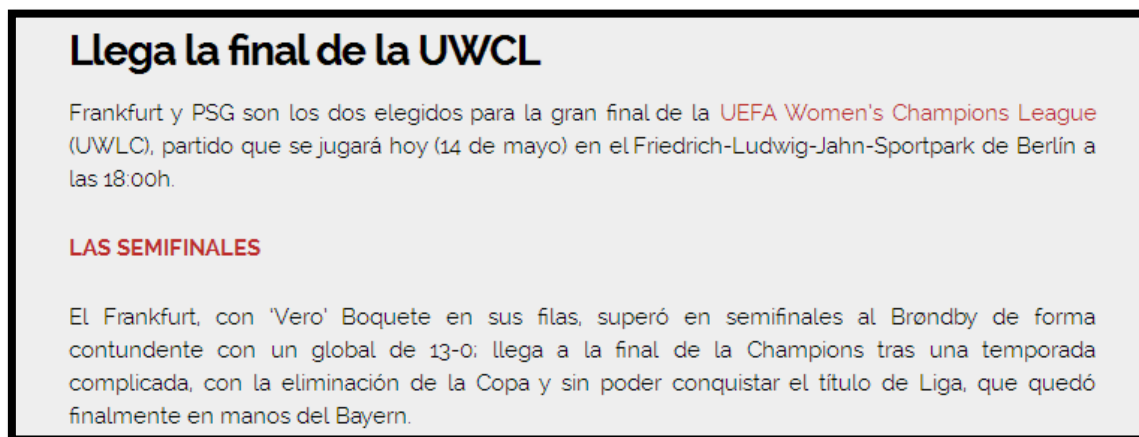 Llega la final de la UWCL
Frankfurt y PSG son los dos elegidos para la gran final de la UEFA Women's Champions League
(UWLC), partido que se jugará hoy (14 de mayo) en el Friedrich-Ludwig-Jahn-Sportpark de Berlín a
las 18:00h.
LAS SEMIFINALES
El Frankfurt, con 'Vero' Boquete en sus filas, superó en semifinales al Brøndby de forma
contundente con un global de 13-0; llega a la final de la Champions tras una temporada
complicada, con la eliminación de la Copa y sin poder conquistar el título de Liga, que quedó
finalmente en manos del Bayern.